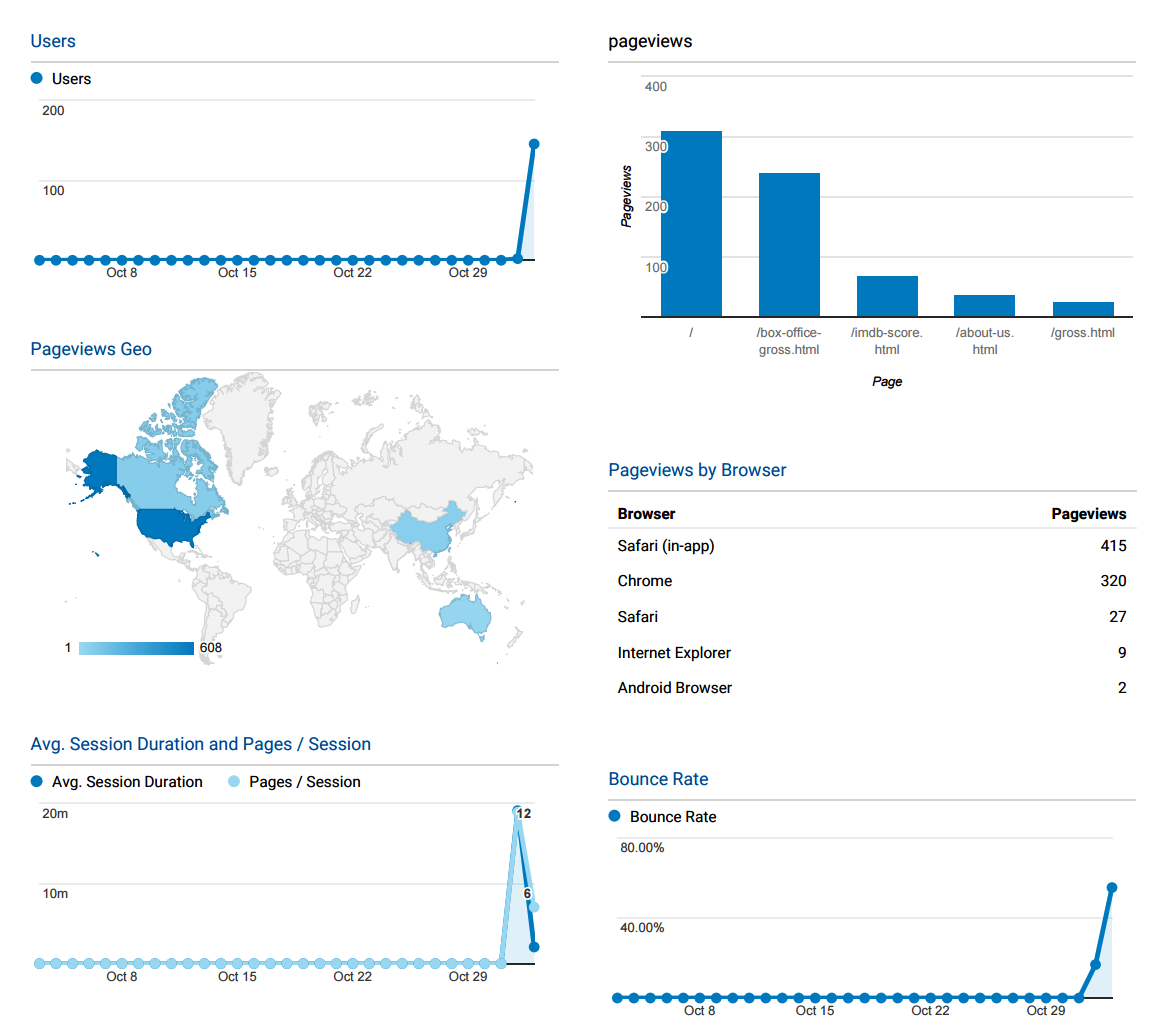 Users
Users
200
100
Oct 8
Oct 15
Oct 22
Oct 29
pageviews
400
300
200
100
Pageviews
/
/box-office-
gross.html
/imdb-score.
html
/about-us.
html
/gross.html
Page
Pageviews Geo
1
608
Pageviews by Browser
Browser Pageviews
Safari (in-app) 415
Chrome 320
Safari 27
Internet Explorer 9
Android Browser 2
Avg. Session Duration and Pages / Session
Avg. Session Duration Pages / Session
20m 12
10m 6
Oct 8
Oct 15
Oct 22
Oct 29
Bounce Rate
Bounce Rate
80.00%
40.00%
Oct 8
Oct 15
Oct 22
Oct 29